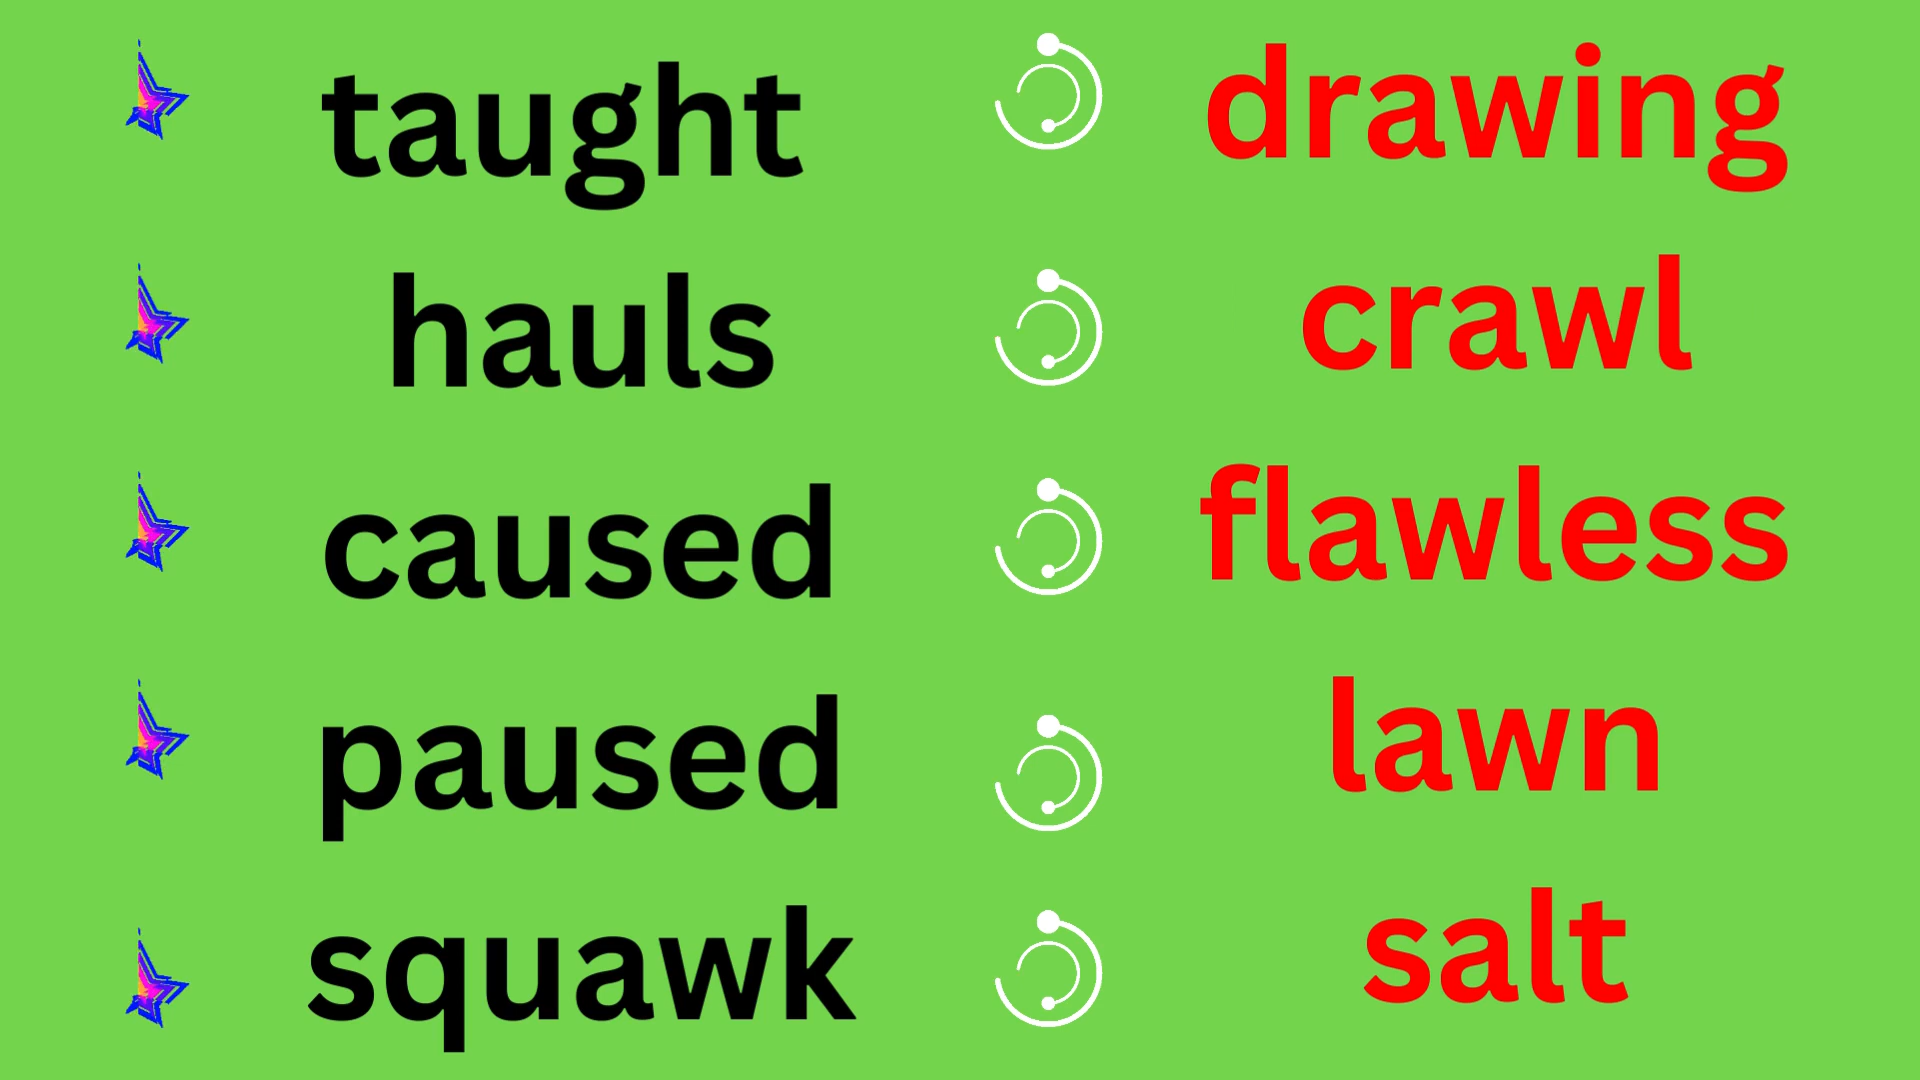 taught
hauls
caused
paused
squawk
drawing
crawl
flawless
lawn
salt